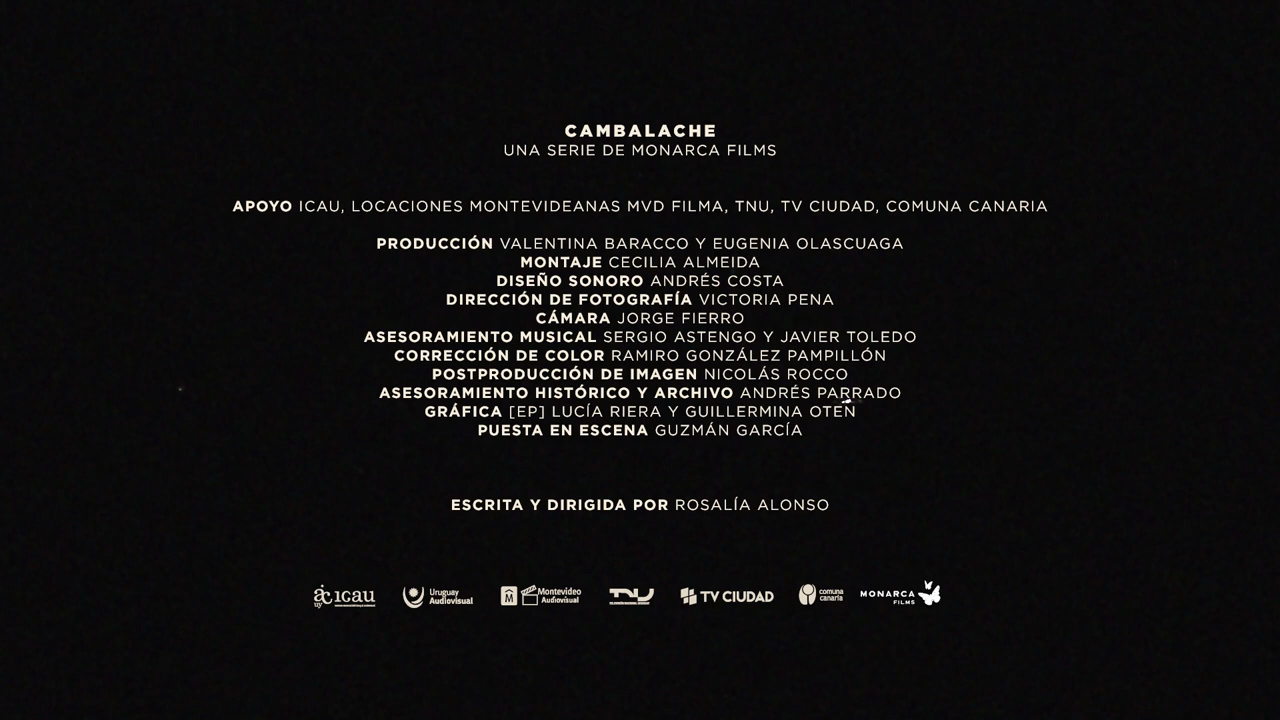 CAMBALACHE
UNA SERIE DE MONARCA FILMS
APOYO ICAU, LOCACIONES MONTEVIDEANAS MVD FILMA, TNU, TV CIUDAD, COMUNA CANARIA
PRODUCCIÓN VALENTINA BARACCO Y EUGENIA OLASCUAGA
MONTAJE CECILIA ALMEIDA
DISEÑO SONORO ANDRÉS COSTA
DIRECCIÓN DE FOTOGRAFÍA VICTORIA PENA
CÁMARA JORGE FIERRO
ASESORAMIENTO MUSICAL SERGIO ASTENGO Y JAVIER TOLEDO
CORRECCIÓN DE COLOR RAMIRO GONZÁLEZ PAMPILLÓN
POSTPRODUCCIÓN DE IMAGEN NICOLÁS ROCCO
ASESORAMIENTO HISTÓRICO Y ARCHIVO ANDRÉS PARRADO
GRÁFICA [EP] LUCÍA RIERA Y GUILLERMINA OTEN
PUESTA EN ESCENA GUZMÁN GARCÍA
ESCRITA Y DIRIGIDA POR ROSALÍA ALONSO
icau
uy
Uruguay
Audiovisual
M
Montevideo
Audiovisual
TNU
TV CIUDAD
comuna
canaria
MONARCA
FILMS